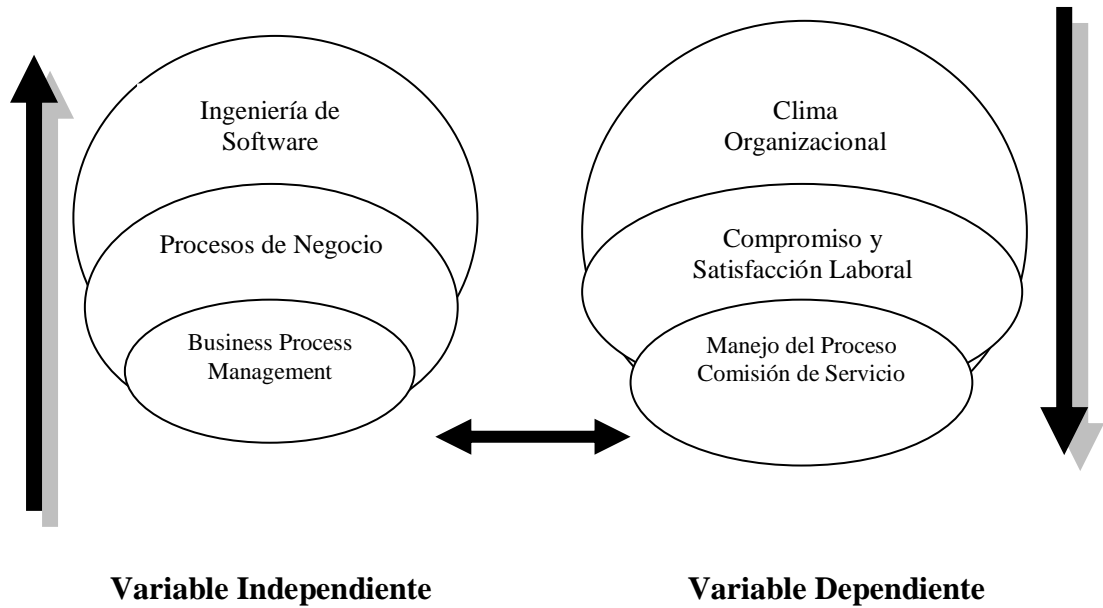 Ingeniería de
Software
Procesos de Negocio
Business Process
Management
Clima
Organizacional
Compromiso y
Satisfacción Laboral
Manejo del Proceso
Comisión de Servicio
Variable Independiente
Variable Dependiente